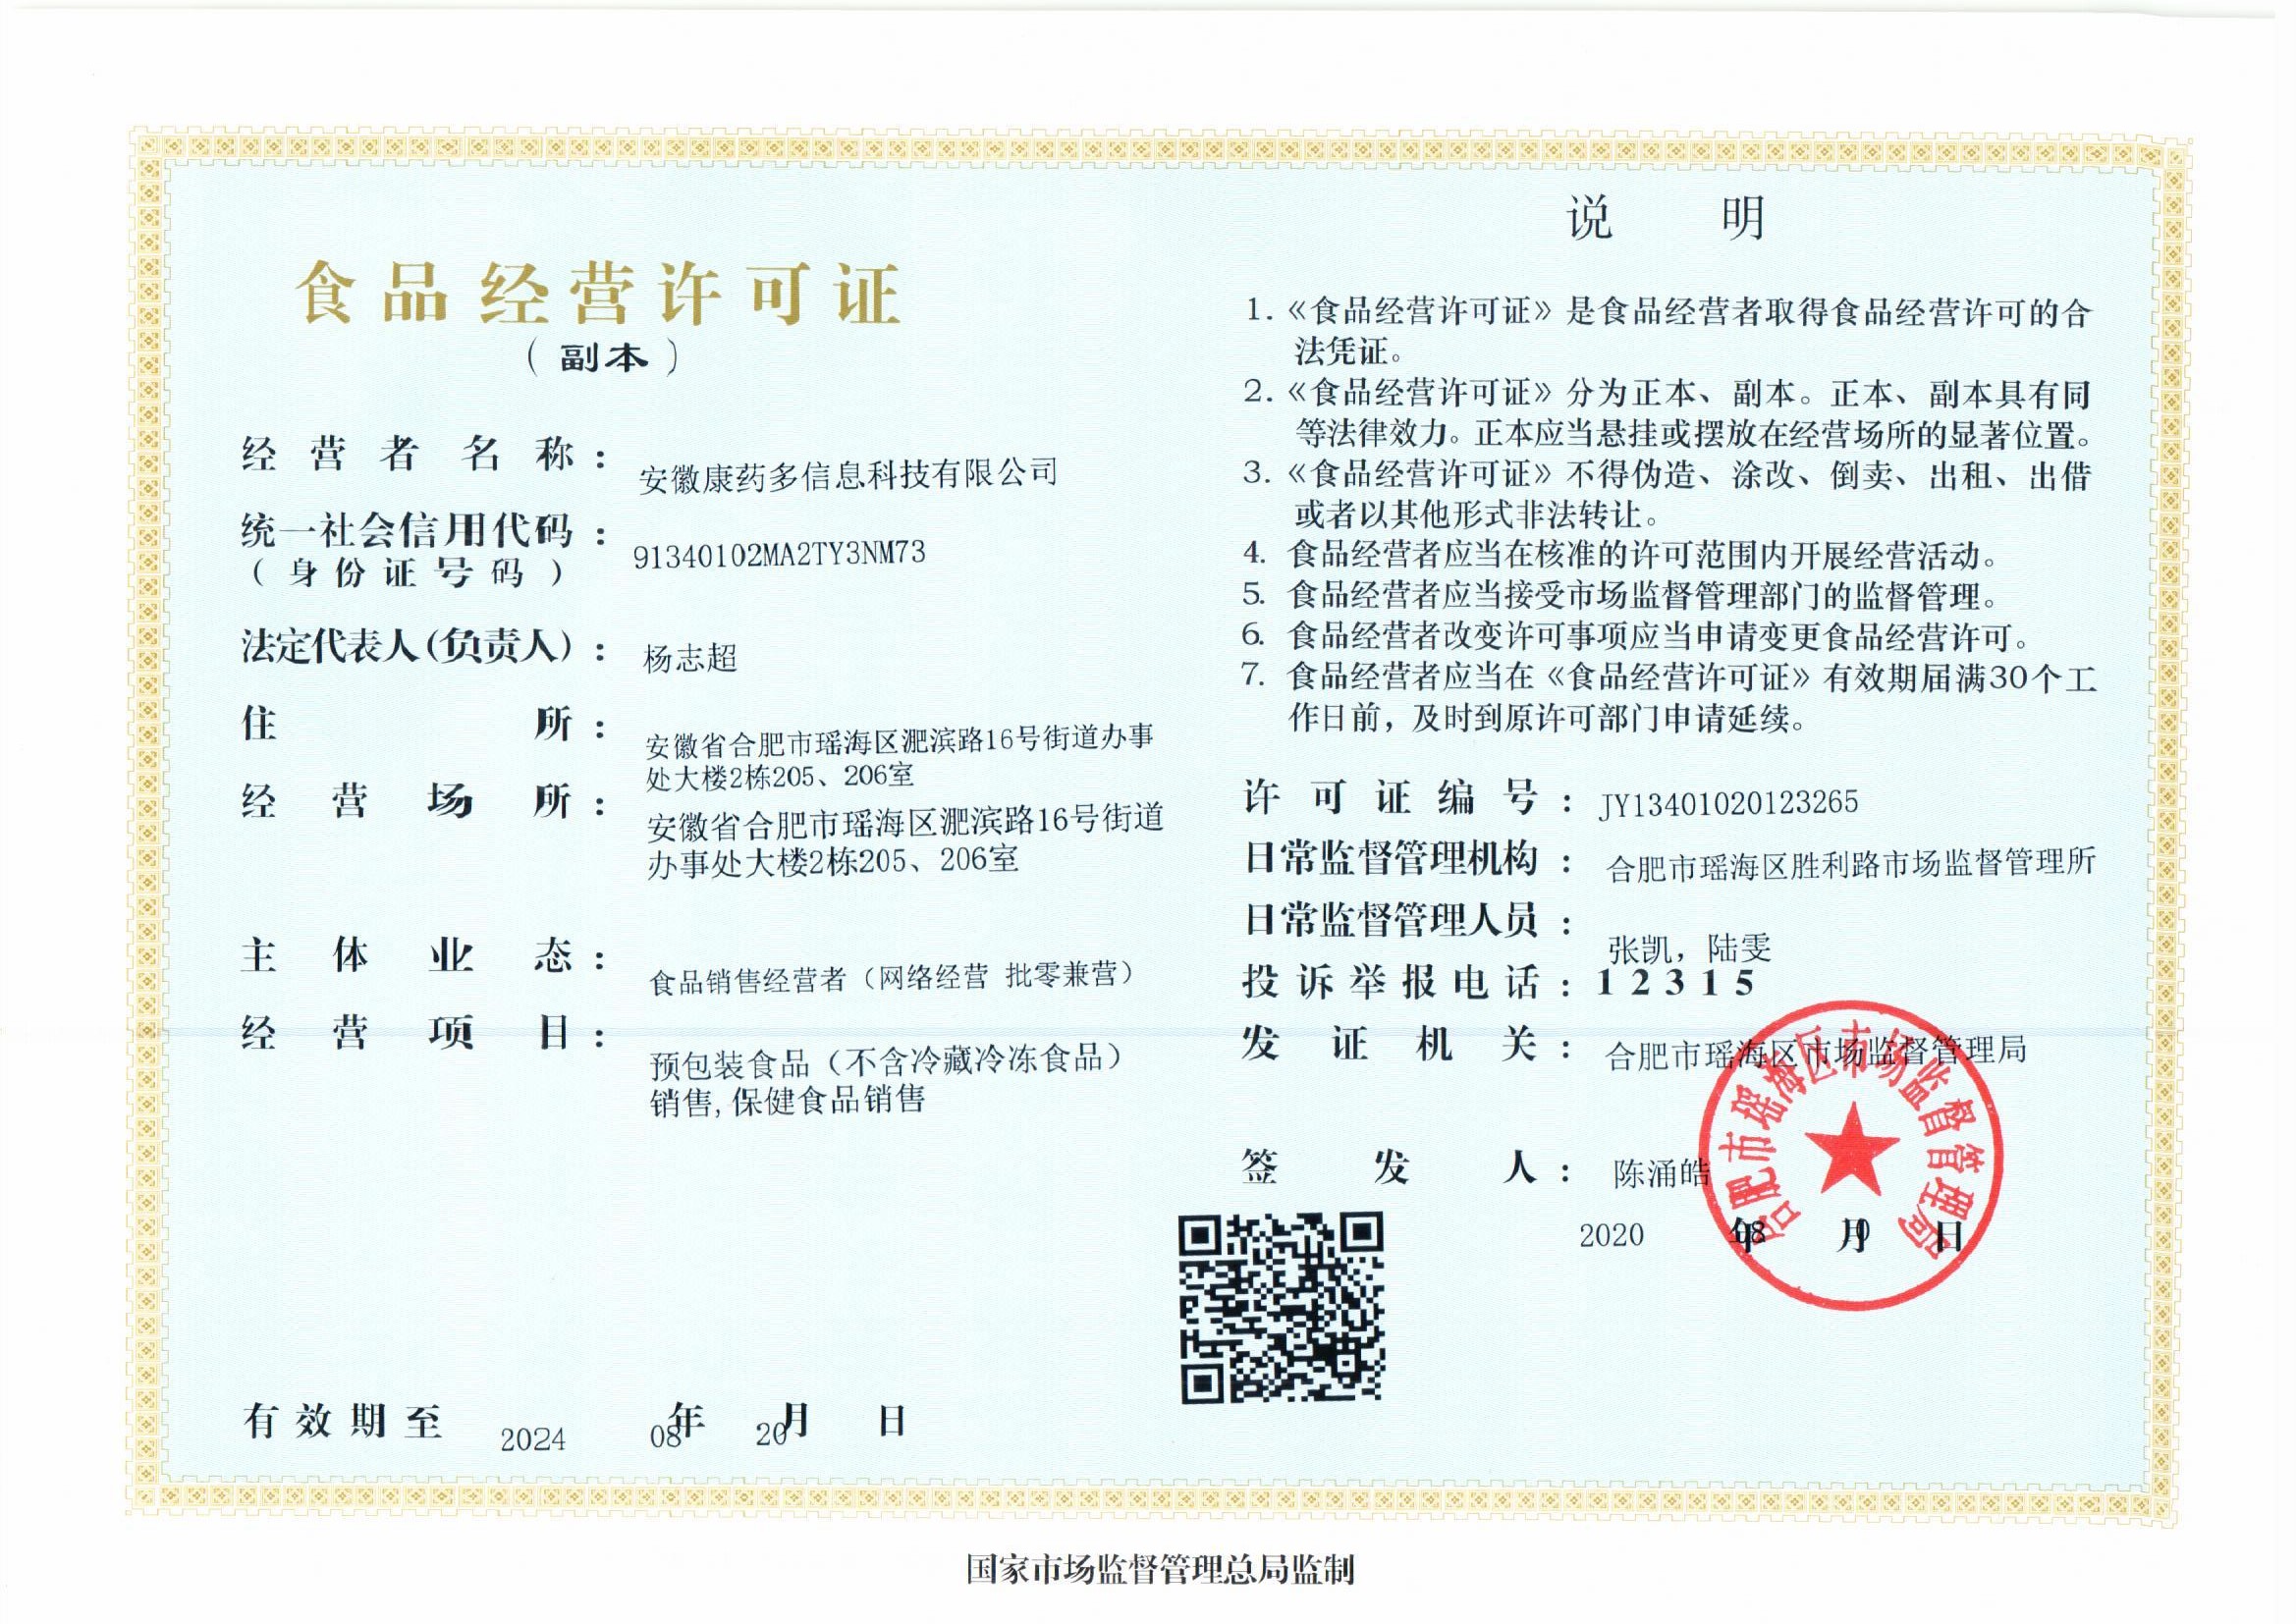 食品经营许可证
（副本）
经营者名称：安徽康药多信息科技有限公司
统一社会信用代码：91340102MA2TY3NM73
（身份证号码）
法定代表人(负责人)：杨志超
住所：安徽省合肥市瑶海区淝滨路16号街道办事
处大楼2栋205、206室
经营场所：安徽省合肥市瑶海区淝滨路16号街道
办事处大楼2栋205、206室
主体业态：食品销售经营者（网络经营 批零兼营）
经营项目：预包装食品（不含冷藏冷冻食品）
销售,保健食品销售
有效期至 2024年08月20日
说明
1.《食品经营许可证》是食品经营者取得食品经营许可的合
法凭证。
2.《食品经营许可证》分为正本、副本。正本、副本具有同
等法律效力。正本应当悬挂或摆放在经营场所的显著位置。
3.《食品经营许可证》不得伪造、涂改、倒卖、出租、出借
或者以其他形式非法转让。
4. 食品经营者应当在核准的许可范围内开展经营活动。
5. 食品经营者应当接受市场监督管理部门的监督管理。
6. 食品经营者改变许可事项应当申请变更食品经营许可。
7. 食品经营者应当在《食品经营许可证》有效期届满30个工
作日前，及时到原许可部门申请延续。
许可证编号：JY13401020123265
日常监督管理机构：合肥市瑶海区胜利路市场监督管理所
日常监督管理人员：张凯，陆雯
投诉举报电话：12315
发证机关：合肥市瑶海区市场监督管理局
签发人：陈涌皓
2020年08月10日
合肥市瑶海区市场监督管理局
国家市场监督管理总局监制